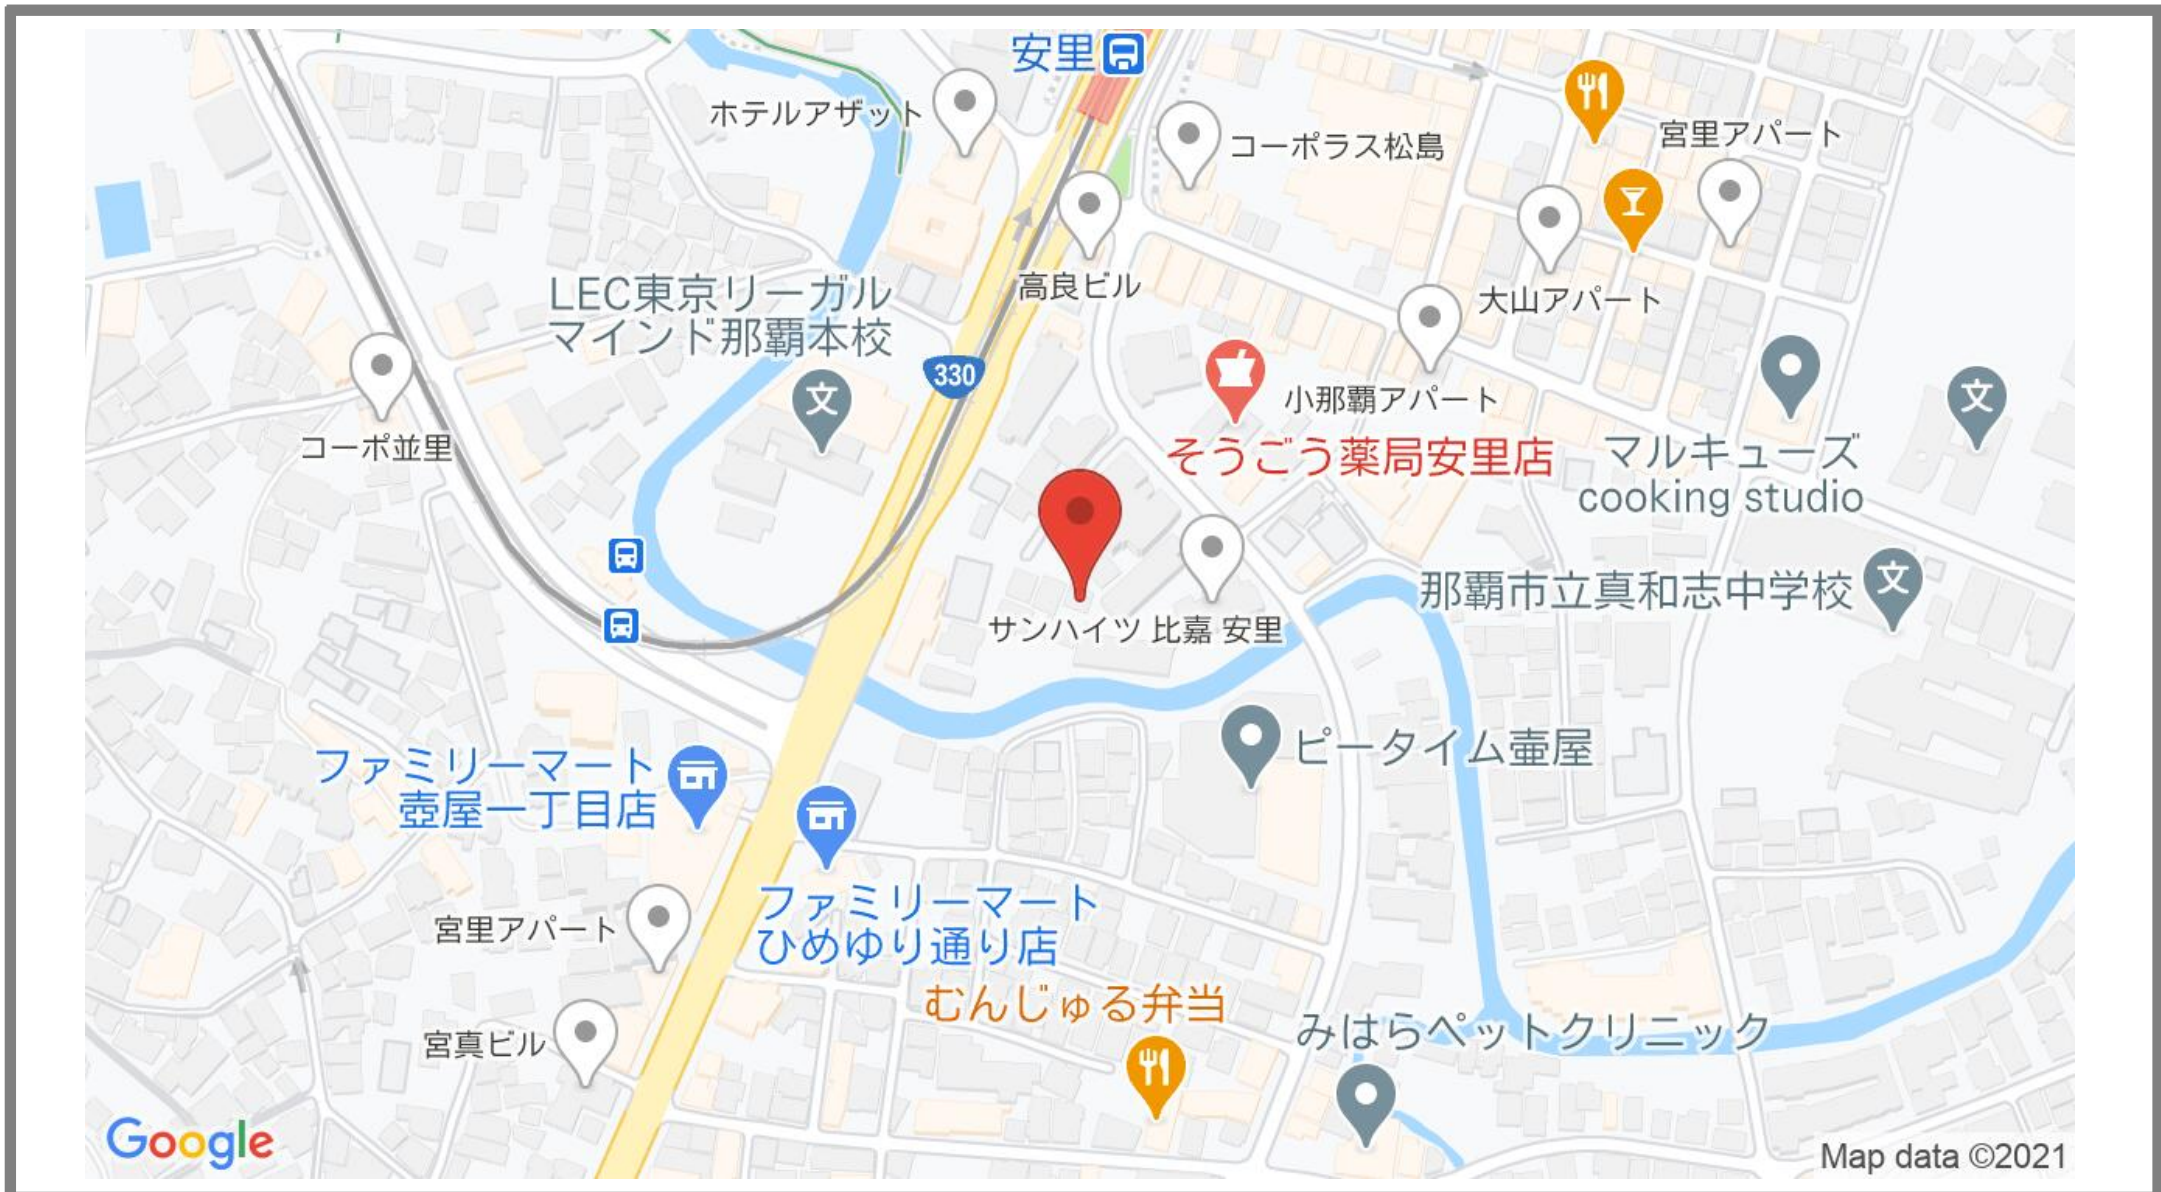 安里
ホテルアザット
コーポラス松島
宮里アパート
高良ビル
大山アパート
LEC東京リーガル
マインド那覇本校
330
文
小那覇アパート
文
コーポ並里
そうごう薬局安里店
マルキューズ
cooking studio
那覇市立真和志中学校
文
サンハイツ 比嘉 安里
ピータイム壷屋
ファミリーマート
壺屋一丁目店
ファミリーマート
ひめゆり通り店
宮里アパート
むんじゅる弁当
みはらペットクリニック
宮真ビル
Google
Map data ©2021